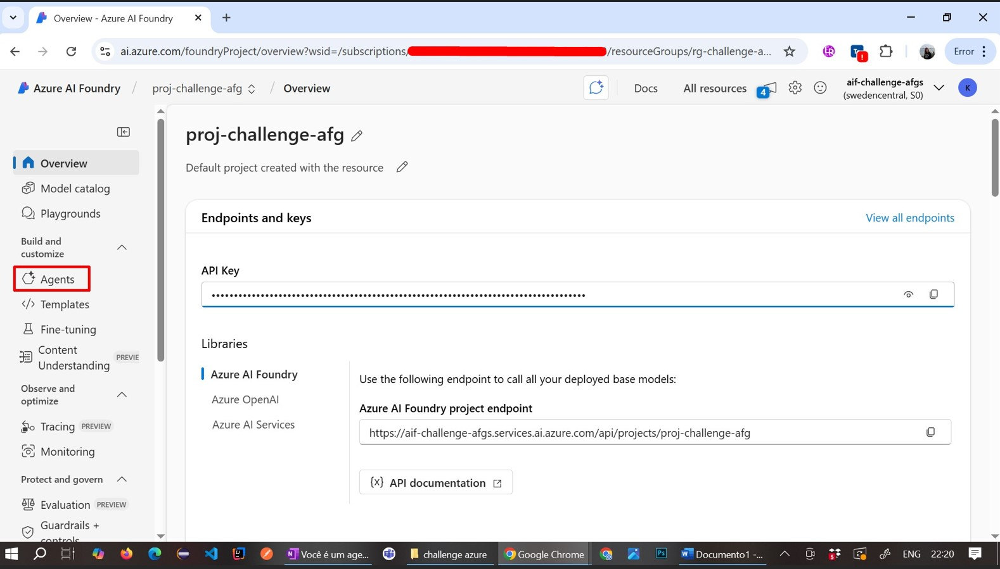 Overview - Azure AI Foundry
ai.azure.com/foundryProject/overview?wsid=/subscriptions/ /resourceGroups/rg-challenge-a...
Error
Azure AI Foundry / proj-challenge-afg / Overview
Docs
All resources
4
aif-challenge-afgs
(swedencentral, S0)
K
Overview
Model catalog
Playgrounds
Build and
customize
Agents
Templates
Fine-tuning
Content
Understanding
PREVIE
Observe and
optimize
Tracing PREVIEW
Monitoring
Protect and govern
Evaluation PREVIEW
Guardrails +
controls
proj-challenge-afg
Default project created with the resource
Endpoints and keys
View all endpoints
API Key
Libraries
Azure AI Foundry
Azure OpenAI
Azure AI Services
Use the following endpoint to call all your deployed base models:
Azure AI Foundry project endpoint
https://aif-challenge-afgs.services.ai.azure.com/api/projects/proj-challenge-afg
{x} API documentation
Você é um age...
challenge azure
Google Chrome
Ps
Documento1 -...
5
ENG
22:20